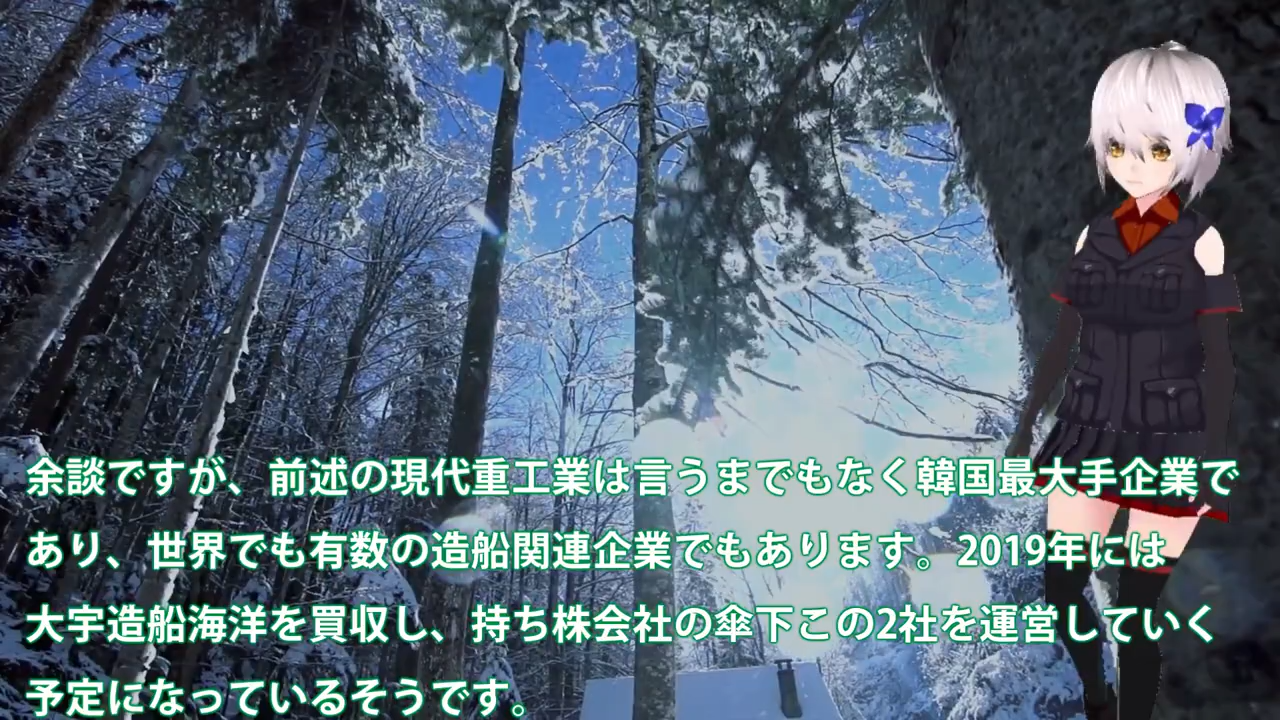 余談ですが、前述の現代重工業は言うまでもなく韓国最大手企業で
あり、世界でも有数の造船関連企業でもあります。2019年には
大宇造船海洋を買収し、持ち株会社の傘下この2社を運営していく
予定になっているそうです。